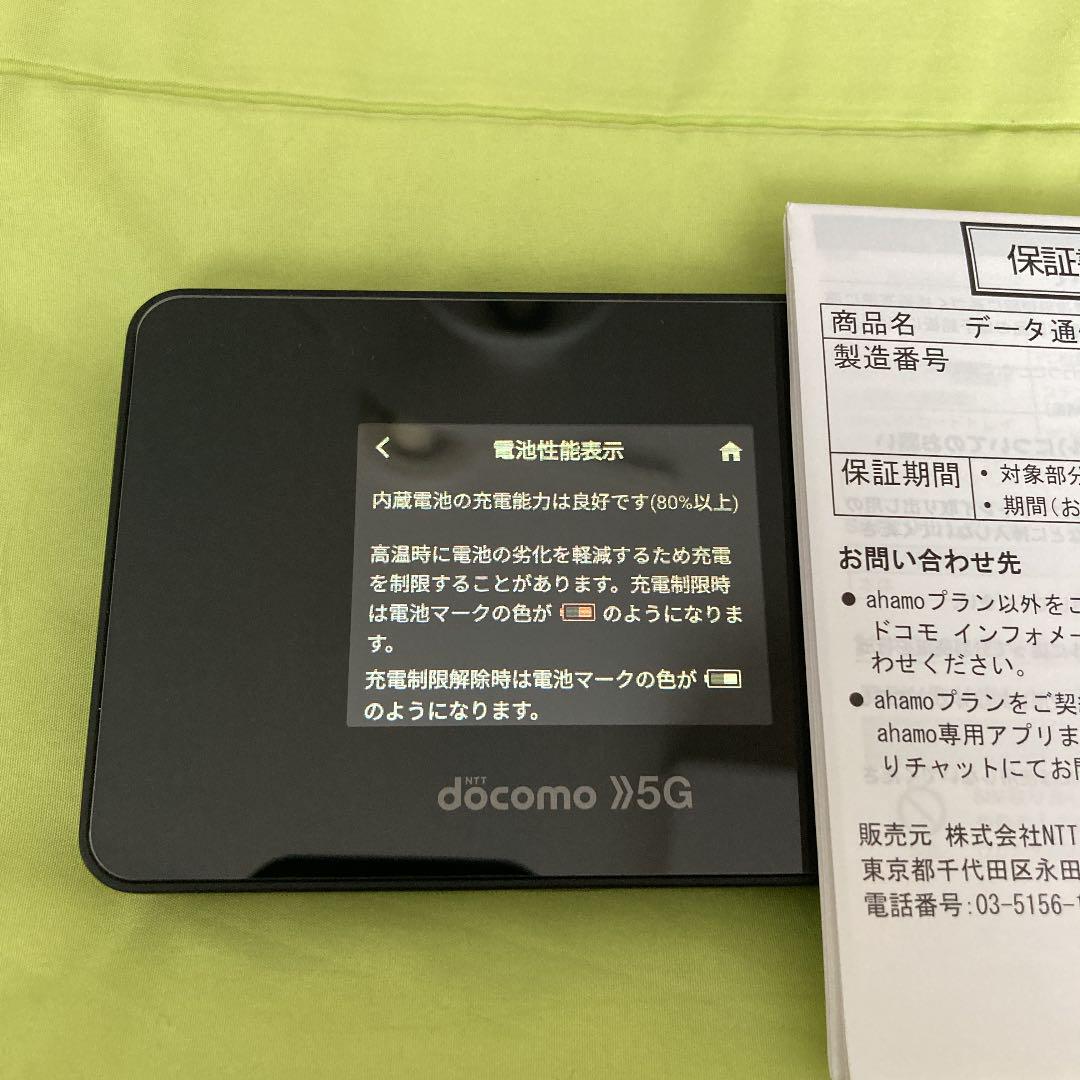 電池性能表示
内蔵電池の充電能力は良好です(80%以上)
高温時に電池の劣化を軽減するため充電
を制限することがあります。充電制限時
は電池マークの色が のようになりま
す。
充電制限解除時は電池マークの色が
のようになります。
NTT
docomo 5G
保証
商品名 データ通
製造番号
保証期間 ・対象部分
・期間(お
お問い合わせ先
● ahamoプラン以外をご
ドコモ インフォメー
わせください。
● ahamoプランをご契
ahamo専用アプリま
りチャットにてお
販売元 株式会社NTT
東京都千代田区永田
電話番号:03-5156-